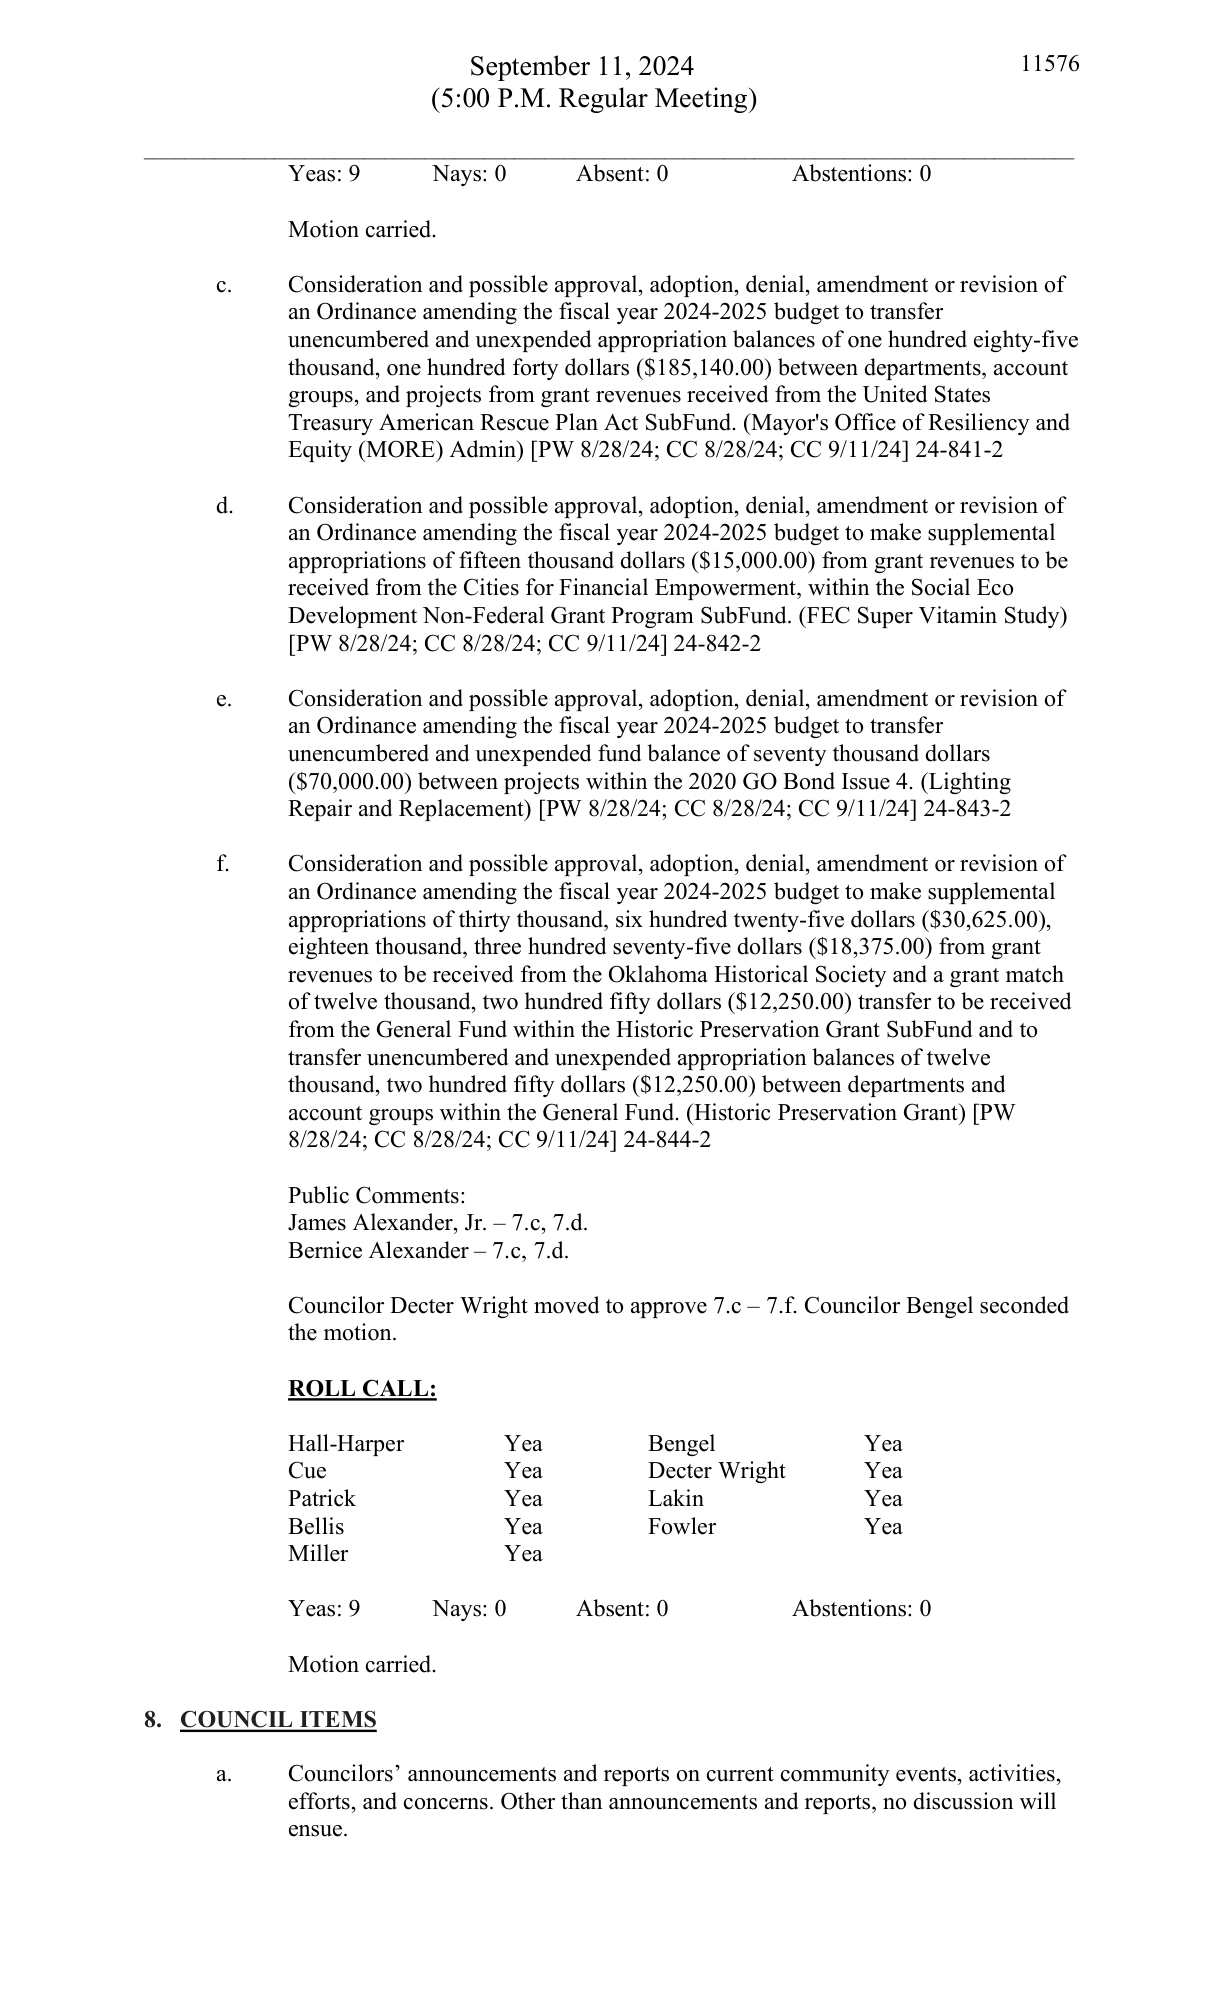 September 11, 2024 11576
(5:00 P.M. Regular Meeting)
Yeas: 9 Nays: 0 Absent: 0 Abstentions: 0
Motion carried.
c. Consideration and possible approval, adoption, denial, amendment or revision of
an Ordinance amending the fiscal year 2024-2025 budget to transfer
unencumbered and unexpended appropriation balances of one hundred eighty-five
thousand, one hundred forty dollars ($185,140.00) between departments, account
groups, and projects from grant revenues received from the United States
Treasury American Rescue Plan Act SubFund. (Mayor's Office of Resiliency and
Equity (MORE) Admin) [PW 8/28/24; CC 8/28/24; CC 9/11/24] 24-841-2
d. Consideration and possible approval, adoption, denial, amendment or revision of
an Ordinance amending the fiscal year 2024-2025 budget to make supplemental
appropriations of fifteen thousand dollars ($15,000.00) from grant revenues to be
received from the Cities for Financial Empowerment, within the Social Eco
Development Non-Federal Grant Program SubFund. (FEC Super Vitamin Study)
[PW 8/28/24; CC 8/28/24; CC 9/11/24] 24-842-2
e. Consideration and possible approval, adoption, denial, amendment or revision of
an Ordinance amending the fiscal year 2024-2025 budget to transfer
unencumbered and unexpended fund balance of seventy thousand dollars
($70,000.00) between projects within the 2020 GO Bond Issue 4. (Lighting
Repair and Replacement) [PW 8/28/24; CC 8/28/24; CC 9/11/24] 24-843-2
f. Consideration and possible approval, adoption, denial, amendment or revision of
an Ordinance amending the fiscal year 2024-2025 budget to make supplemental
appropriations of thirty thousand, six hundred twenty-five dollars ($30,625.00),
eighteen thousand, three hundred seventy-five dollars ($18,375.00) from grant
revenues to be received from the Oklahoma Historical Society and a grant match
of twelve thousand, two hundred fifty dollars ($12,250.00) transfer to be received
from the General Fund within the Historic Preservation Grant SubFund and to
transfer unencumbered and unexpended appropriation balances of twelve
thousand, two hundred fifty dollars ($12,250.00) between departments and
account groups within the General Fund. (Historic Preservation Grant) [PW
8/28/24; CC 8/28/24; CC 9/11/24] 24-844-2
Public Comments:
James Alexander, Jr. – 7.c, 7.d.
Bernice Alexander – 7.c, 7.d.
Councilor Decter Wright moved to approve 7.c – 7.f. Councilor Bengel seconded
the motion.
ROLL CALL:
Hall-Harper Yea Bengel Yea
Cue Yea Decter Wright Yea
Patrick Yea Lakin Yea
Bellis Yea Fowler Yea
Miller Yea
Yeas: 9 Nays: 0 Absent: 0 Abstentions: 0
Motion carried.
8. COUNCIL ITEMS
a. Councilors’ announcements and reports on current community events, activities,
efforts, and concerns. Other than announcements and reports, no discussion will
ensue.